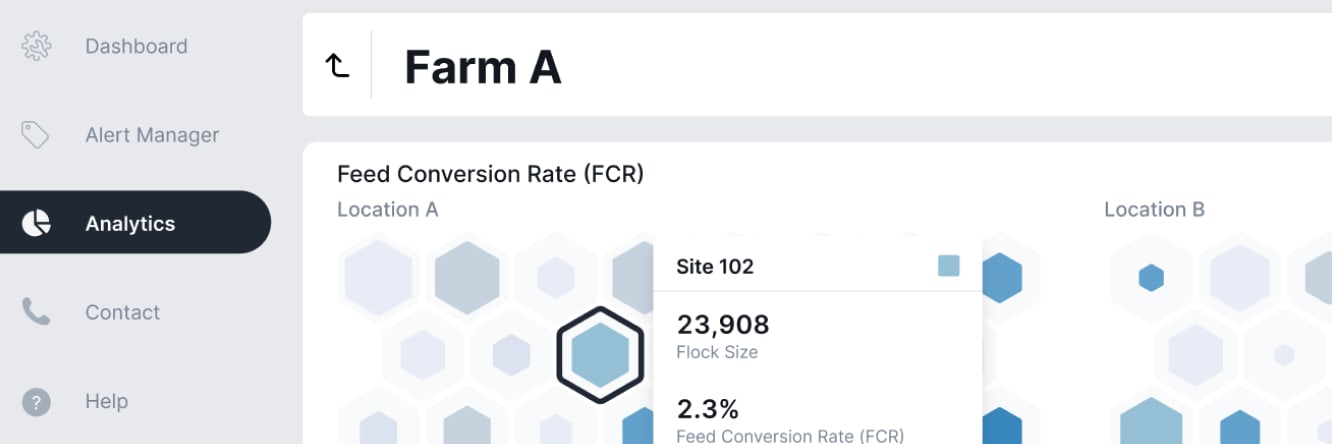 Dashboard
Alert Manager
Analytics
Contact
? Help
Farm A
Feed Conversion Rate (FCR)
Location A
Location B
Site 102
23,908
Flock Size
2.3%
Feed Conversion Rate (FCR)